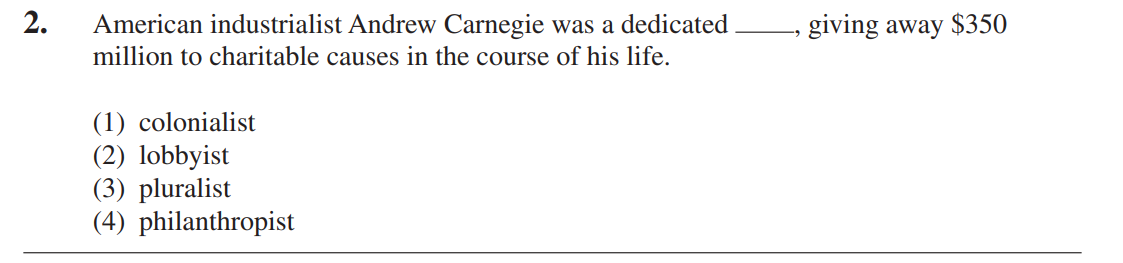 2. American industrialist Andrew Carnegie was a dedicated ____, giving away $350
million to charitable causes in the course of his life.
(1) colonialist
(2) lobbyist
(3) pluralist
(4) philanthropist